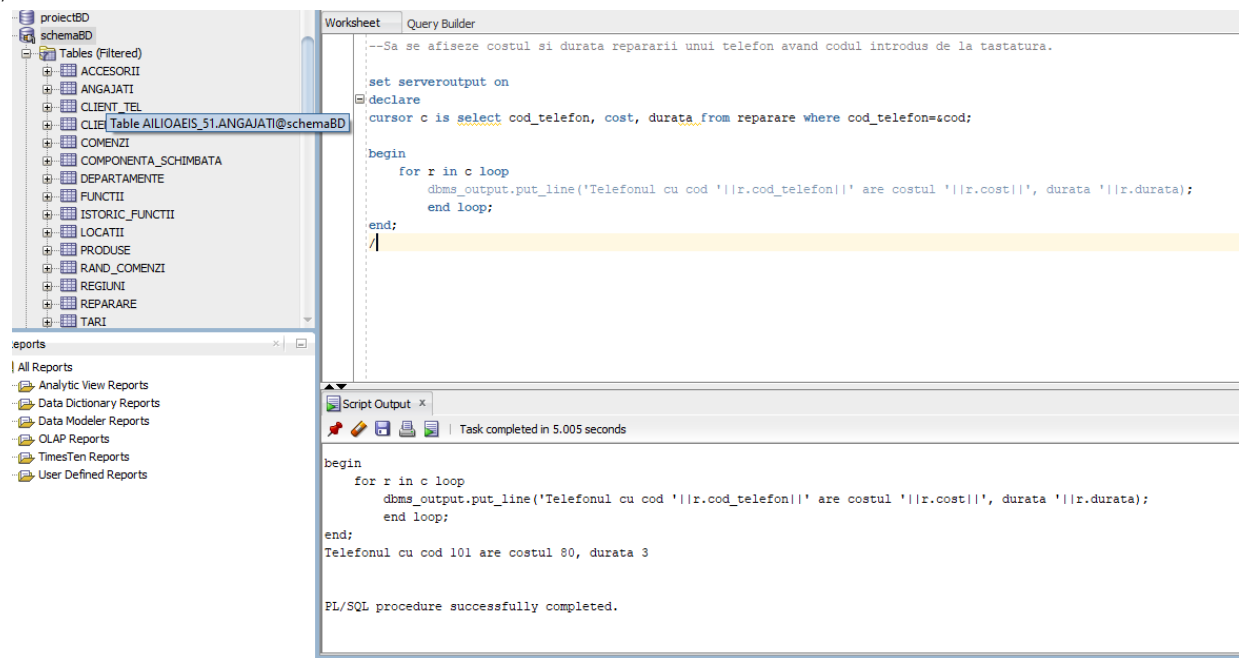 proiectBD
schemaBD
Tables (Filtered)
ACCESORII
ANGAJATI
CLIENT_TEL
Table AILIOAEIS_51.ANGAJATI@schemaBD
COMENZI
COMPONENTA_SCHIMBATA
DEPARTAMENTE
FUNCTII
ISTORIC_FUNCTII
LOCATII
PRODUSE
RAND_COMENZI
REGIUNI
REPARARE
TARI
eports
All Reports
Analytic View Reports
Data Dictionary Reports
Data Modeler Reports
OLAP Reports
TimesTen Reports
User Defined Reports
Worksheet Query Builder
--Sa se afiseze costul si durata repararii unui telefon avand codul introdus de la tastatura.
set serveroutput on
declare
cursor c is select cod_telefon, cost, durata from reparare where cod_telefon=&cod;
begin
for r in c loop
dbms_output.put_line('Telefonul cu cod '||r.cod_telefon||' are costul '||r.cost||', durata '||r.durata);
end loop;
end;
/
Script Output
Task completed in 5.005 seconds
begin
for r in c loop
dbms_output.put_line('Telefonul cu cod '||r.cod_telefon||' are costul '||r.cost||', durata '||r.durata);
end loop;
end;
Telefonul cu cod 101 are costul 80, durata 3
PL/SQL procedure successfully completed.